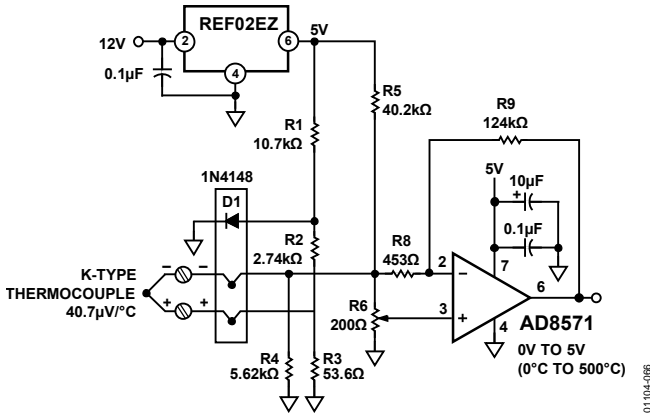 REF02EZ
12V
2
6
5V
4
0.1µF
R5
40.2kΩ
R9
124kΩ
R1
10.7kΩ
5V
10µF
+
0.1µF
1N4148
D1
R2
2.74kΩ
R8
453Ω
7
K-TYPE
THERMOCOUPLE
40.7µV/°C
− −
+ +
2
−
6
R6
200Ω
3
+
4
AD8571
0V TO 5V
(0°C TO 500°C)
R4
5.62kΩ
R3
53.6Ω
01104-066